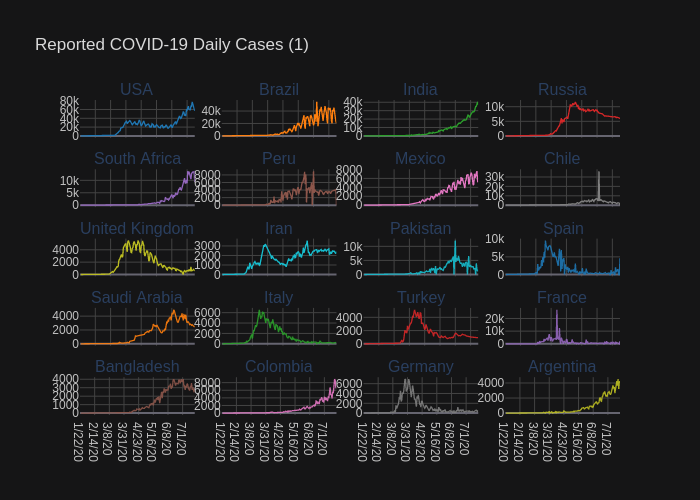 Reported COVID-19 Daily Cases (1)
USA
Brazil
India
Russia
80k
60k
40k
20k
0
40k
20k
0
40k
30k
20k
10k
0
10k
5k
0
South Africa
Peru
Mexico
Chile
10k
5k
0
8000
6000
4000
2000
0
8000
6000
4000
2000
0
30k
20k
10k
0
United Kingdom
Iran
Pakistan
Spain
4000
2000
0
3000
2000
1000
0
10k
5k
0
10k
5k
0
Saudi Arabia
Italy
Turkey
France
4000
2000
0
6000
4000
2000
0
4000
2000
0
20k
10k
0
Bangladesh
Colombia
Germany
Argentina
4000
3000
2000
1000
0
8000
6000
4000
2000
0
6000
4000
2000
0
4000
2000
0
1/22/20
2/14/20
3/8/20
3/31/20
4/23/20
5/16/20
6/8/20
7/1/20
1/22/20
2/14/20
3/8/20
3/31/20
4/23/20
5/16/20
6/8/20
7/1/20
1/22/20
2/14/20
3/8/20
3/31/20
4/23/20
5/16/20
6/8/20
7/1/20
1/22/20
2/14/20
3/8/20
3/31/20
4/23/20
5/16/20
6/8/20
7/1/20